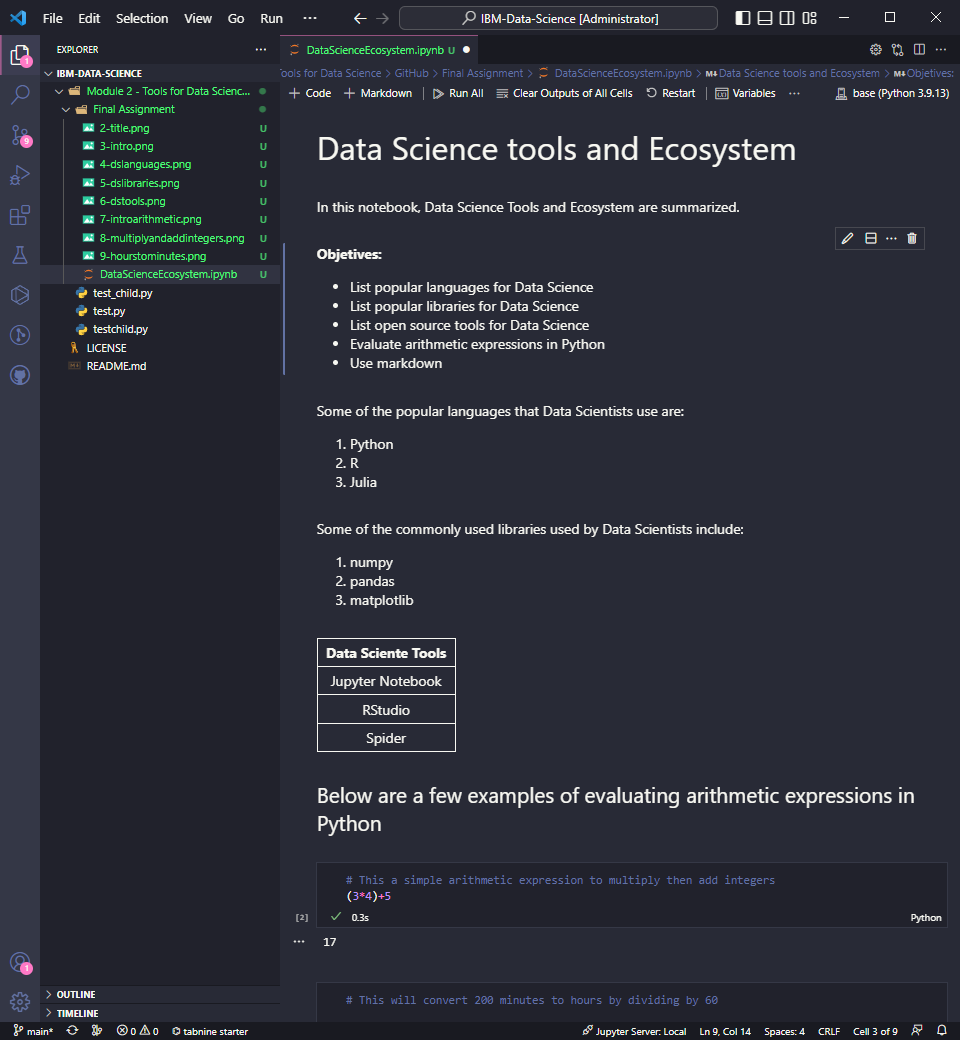 File Edit Selection View Go Run ··· IBM-Data-Science [Administrator]
EXPLORER ···
IBM-DATA-SCIENCE
Module 2 - Tools for Data Scienc...
Final Assignment
2-title.png U
3-intro.png U
4-dslanguages.png U
5-dslibraries.png U
6-dstools.png U
7-introarithmetic.png U
8-multiplyandaddintegers.png U
9-hourstominutes.png U
DataScienceEcosystem.ipynb U
test_child.py
test.py
testchild.py
LICENSE
README.md
OUTLINE
TIMELINE
1
9
1
DataScienceEcosystem.ipynb U
ools for Data Science > GitHub > Final Assignment > DataScienceEcosystem.ipynb > M↓Data Science tools and Ecosystem > M↓Objetives:
+ Code + Markdown Run All Clear Outputs of All Cells Restart Variables ··· base (Python 3.9.13)
Data Science tools and Ecosystem
In this notebook, Data Science Tools and Ecosystem are summarized.
Objetives:
• List popular languages for Data Science
• List popular libraries for Data Science
• List open source tools for Data Science
• Evaluate arithmetic expressions in Python
• Use markdown
Some of the popular languages that Data Scientists use are:
1. Python
2. R
3. Julia
Some of the commonly used libraries used by Data Scientists include:
1. numpy
2. pandas
3. matplotlib
Data Sciente Tools
Jupyter Notebook
RStudio
Spider
Below are a few examples of evaluating arithmetic expressions in
Python
# This a simple arithmetic expression to multiply then add integers
(3*4)+5
[2] 0.3s Python
··· 17
# This will convert 200 minutes to hours by dividing by 60
main* 0 0 tabnine starter Jupyter Server: Local Ln 9, Col 14 Spaces: 4 CRLF Cell 3 of 9